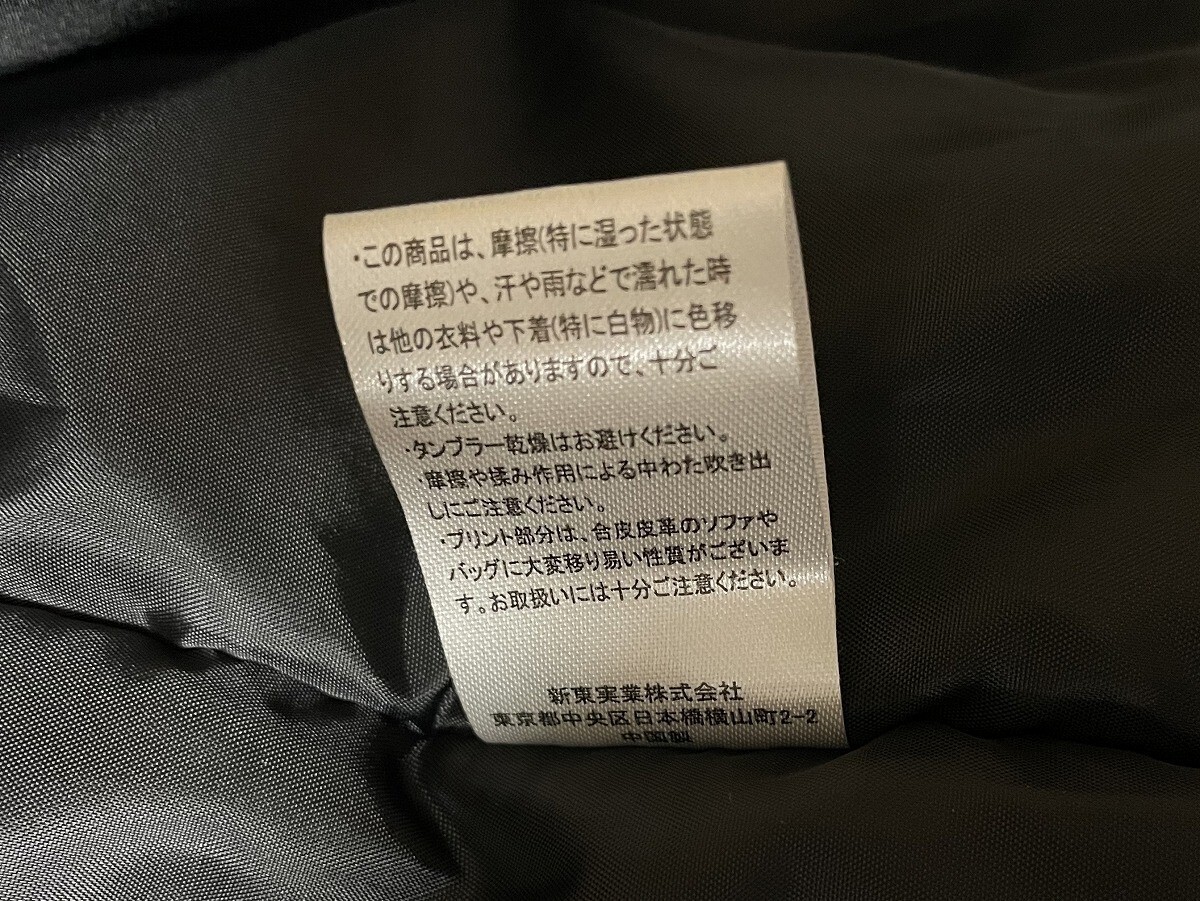 ・この商品は、摩擦(特に湿った状態
での摩擦)や、汗や雨などで濡れた時
は他の衣料や下着(特に白物)に色移
りする場合がありますので、十分ご
注意ください。
・タンブラー乾燥はお避けください。
・摩擦や揉み作用による中わた吹き出
しにご注意ください。
・プリント部分は、合皮皮革のソファや
バッグに大変移り易い性質がございま
す。お取扱いには十分ご注意ください。
新東実業株式会社
東京都中央区日本橋横山町2-2
中国製